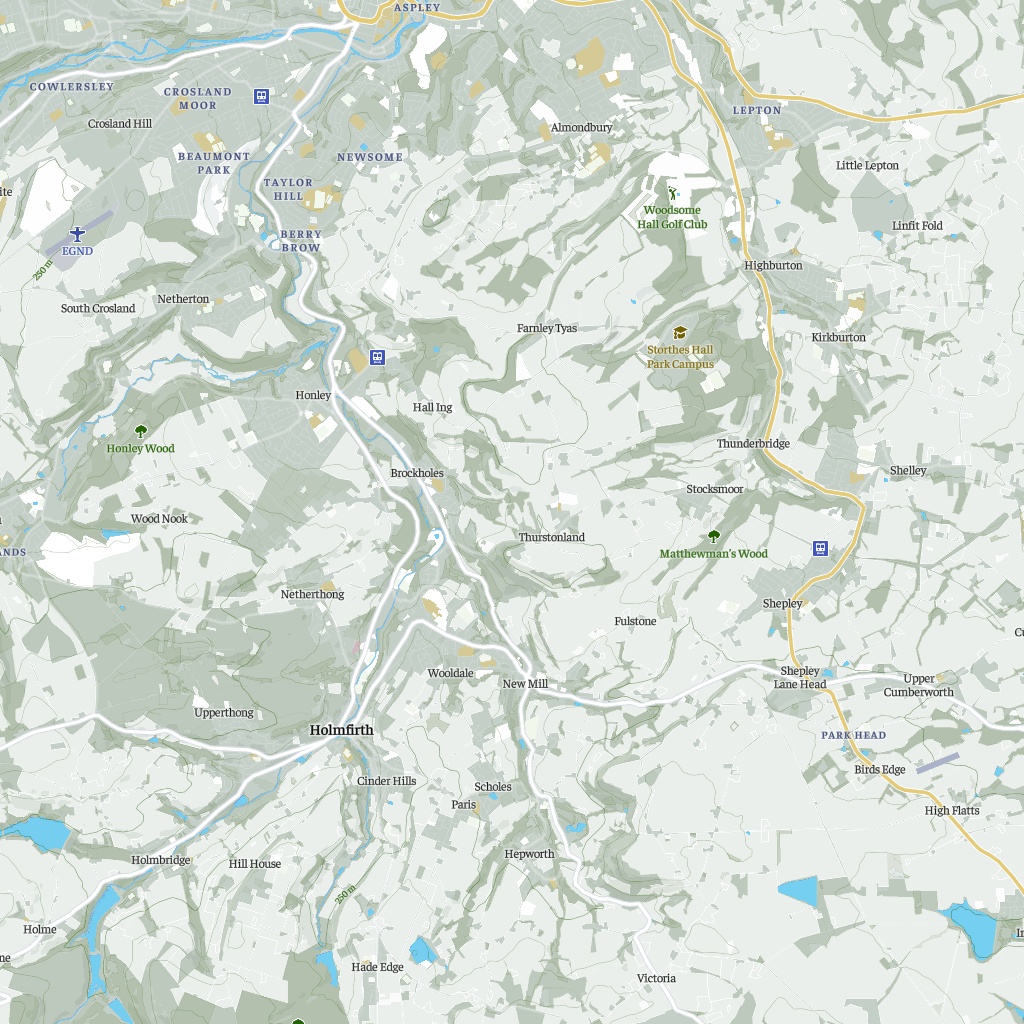 ASPLEY
COWLERSLEY
CROSLAND
MOOR
Crosland Hill
LEPTON
Almondbury
BEAUMONT
PARK
NEWSOME
Little Lepton
TAYLOR
HILL
Woodsome
Hall Golf Club
Linfit Fold
BERRY
BROW
EGND
250 m
Highburton
Netherton
South Crosland
Farnley Tyas
Kirkburton
Storthes Hall
Park Campus
Honley
Hall Ing
Honley Wood
Thunderbridge
Brockholes
Shelley
Stocksmoor
Wood Nook
Thurstonland
Matthewman's Wood
ANDS
Netherthong
Shepley
Fulstone
Wooldale
New Mill
Shepley
Lane Head
Upper
Cumberworth
Upperthong
Holmfirth
PARK HEAD
Birds Edge
Cinder Hills
Scholes
Paris
High Flatts
Hepworth
Holmbridge
Hill House
250 m
Holme
Hade Edge
Victoria